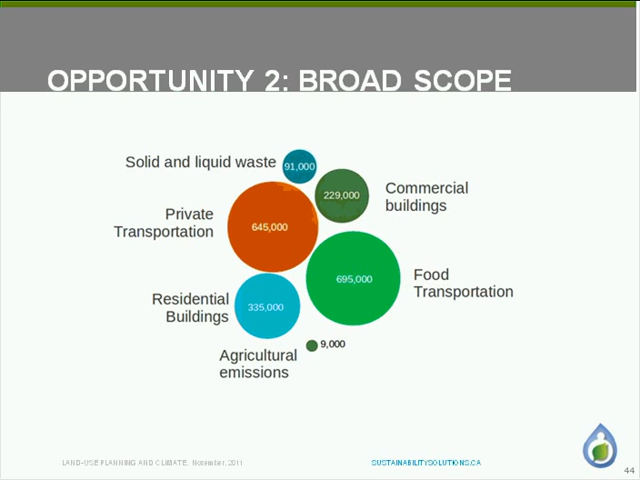 OPPORTUNITY 2: BROAD SCOPE
Solid and liquid waste
91,000
229,000
Commercial
buildings
Private
Transportation
645,000
695,000
Food
Transportation
Residential
Buildings
335,000
9,000
Agricultural
emissions
LAND-USE PLANNING AND CLIMATE. November, 2011
SUSTAINABILITYSOLUTIONS.CA
44